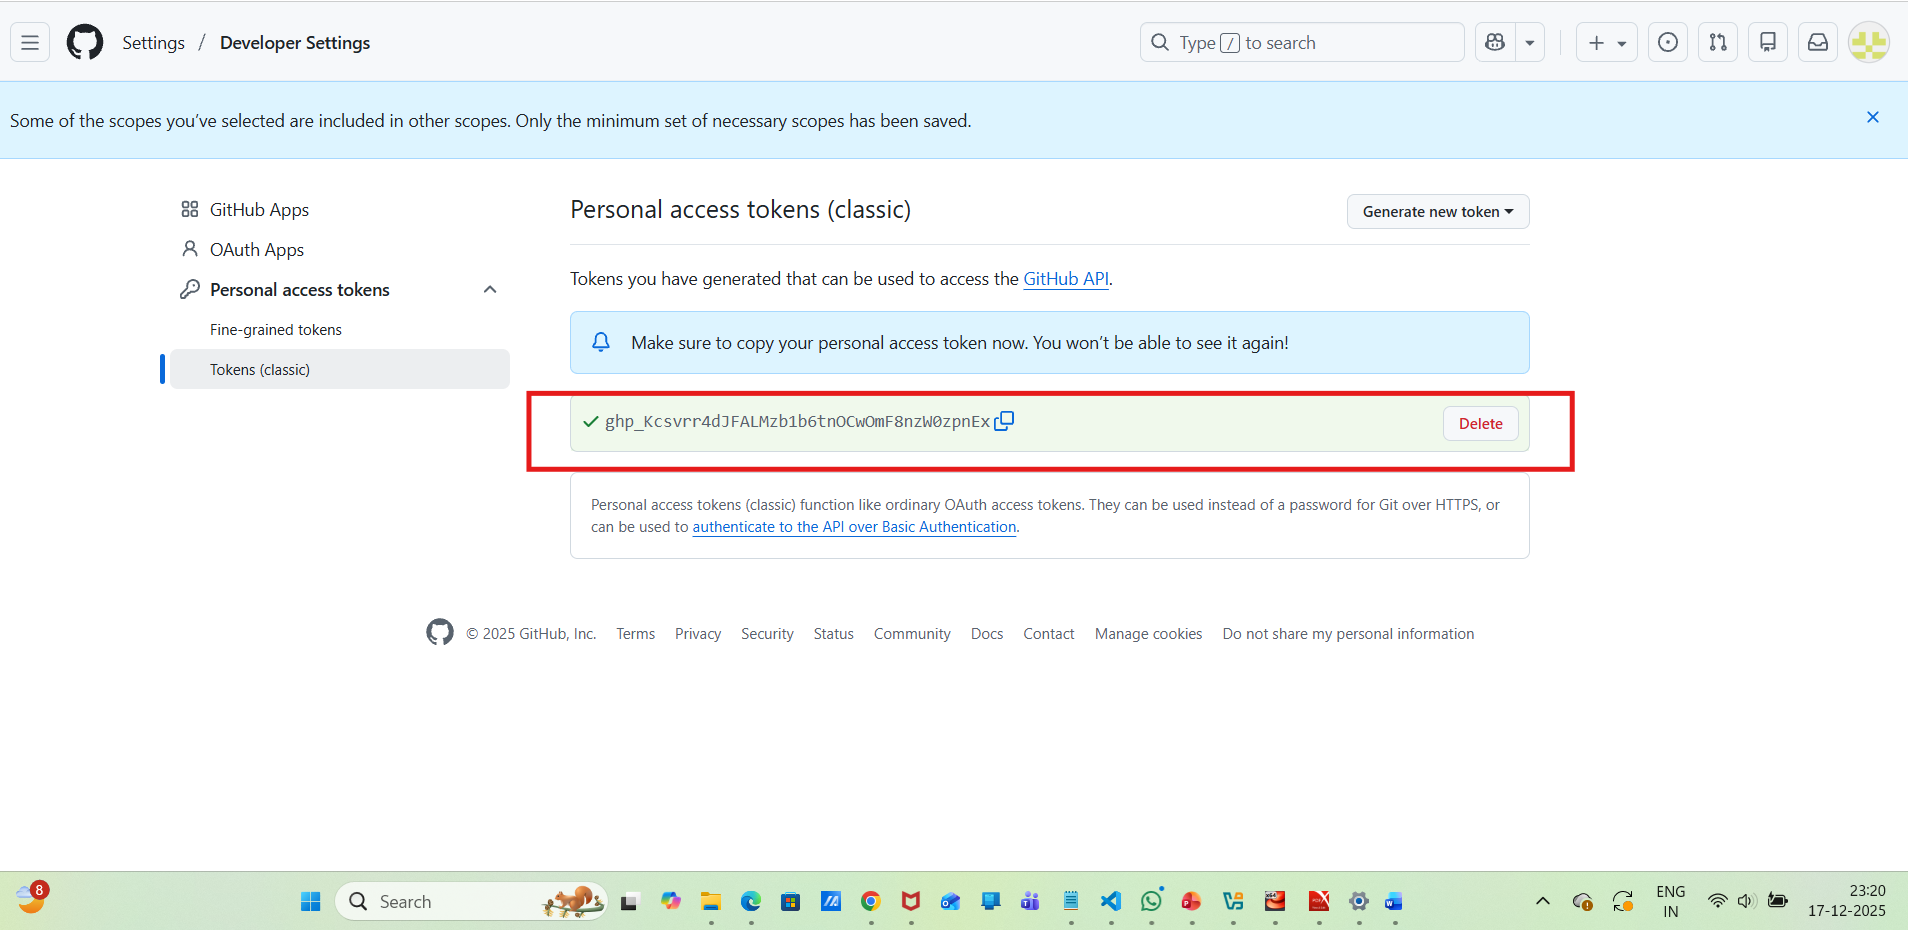 Settings / Developer Settings
Type / to search
Some of the scopes you've selected are included in other scopes. Only the minimum set of necessary scopes has been saved.
GitHub Apps
OAuth Apps
Personal access tokens
Fine-grained tokens
Tokens (classic)
Personal access tokens (classic)
Generate new token
Tokens you have generated that can be used to access the GitHub API.
Make sure to copy your personal access token now. You won't be able to see it again!
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
Delete
Personal access tokens (classic) function like ordinary OAuth access tokens. They can be used instead of a password for Git over HTTPS, or
can be used to authenticate to the API over Basic Authentication.
© 2025 GitHub, Inc. Terms Privacy Security Status Community Docs Contact Manage cookies Do not share my personal information
8
Search
ENG
IN
23:20
17-12-2025